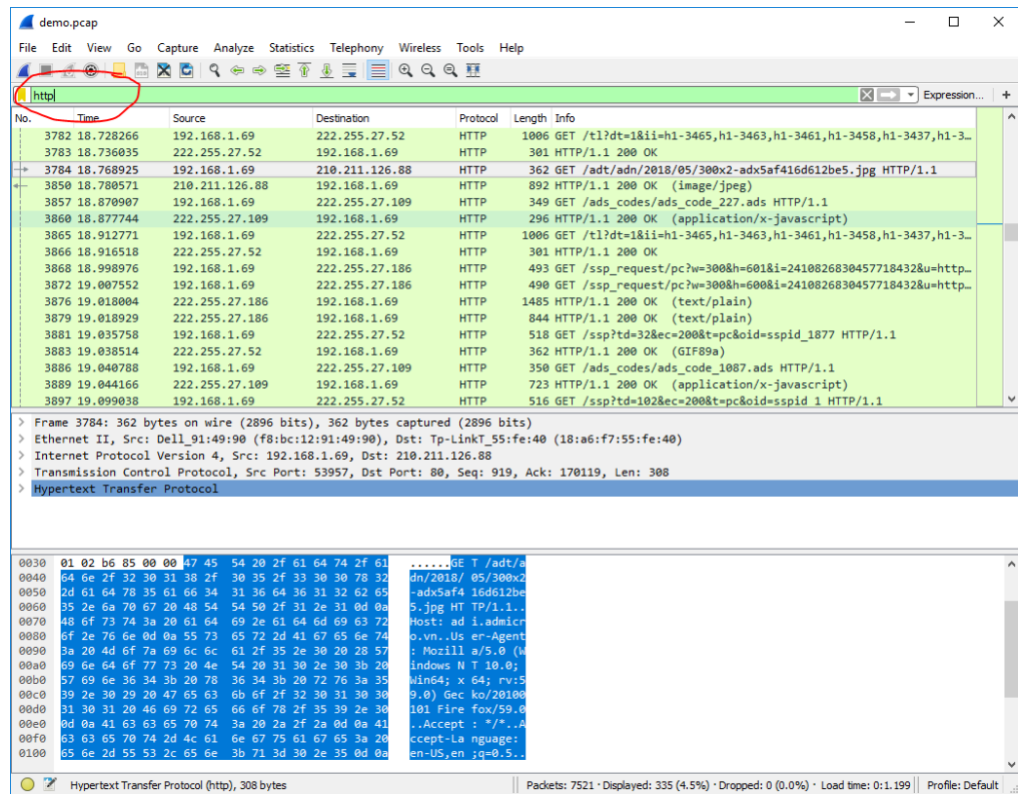 demo.pcap
File Edit View Go Capture Analyze Statistics Telephony Wireless Tools Help
http Expression... +
No. Time Source Destination Protocol Length Info
3782 18.728266 192.168.1.69 222.255.27.52 HTTP 1006 GET /tl?dt=1&ii=h1-3465,h1-3463,h1-3461,h1-3458,h1-3437,h1-3…
3783 18.736035 222.255.27.52 192.168.1.69 HTTP 301 HTTP/1.1 200 OK
3784 18.768925 192.168.1.69 210.211.126.88 HTTP 362 GET /adt/adn/2018/05/300x2-adx5af416d612be5.jpg HTTP/1.1
3850 18.780571 210.211.126.88 192.168.1.69 HTTP 892 HTTP/1.1 200 OK (image/jpeg)
3857 18.870907 192.168.1.69 222.255.27.109 HTTP 349 GET /ads_codes/ads_code_227.ads HTTP/1.1
3860 18.877744 222.255.27.109 192.168.1.69 HTTP 296 HTTP/1.1 200 OK (application/x-javascript)
3865 18.912771 192.168.1.69 222.255.27.52 HTTP 1006 GET /tl?dt=1&ii=h1-3465,h1-3463,h1-3461,h1-3458,h1-3437,h1-3…
3866 18.916518 222.255.27.52 192.168.1.69 HTTP 301 HTTP/1.1 200 OK
3868 18.998976 192.168.1.69 222.255.27.186 HTTP 493 GET /ssp_request/pc?w=300&h=601&i=2410826830457718432&u=http…
3872 19.007552 192.168.1.69 222.255.27.186 HTTP 490 GET /ssp_request/pc?w=300&h=600&i=2410826830457718432&u=http…
3876 19.018004 222.255.27.186 192.168.1.69 HTTP 1485 HTTP/1.1 200 OK (text/plain)
3879 19.018929 222.255.27.186 192.168.1.69 HTTP 844 HTTP/1.1 200 OK (text/plain)
3881 19.035758 192.168.1.69 222.255.27.52 HTTP 518 GET /ssp?td=32&ec=200&t=pc&oid=sspid_1877 HTTP/1.1
3883 19.038514 222.255.27.52 192.168.1.69 HTTP 362 HTTP/1.1 200 OK (GIF89a)
3886 19.040788 192.168.1.69 222.255.27.109 HTTP 350 GET /ads_codes/ads_code_1087.ads HTTP/1.1
3889 19.044166 222.255.27.109 192.168.1.69 HTTP 723 HTTP/1.1 200 OK (application/x-javascript)
3897 19.099038 192.168.1.69 222.255.27.52 HTTP 516 GET /ssp?td=102&ec=200&t=pc&oid=sspid 1 HTTP/1.1
> Frame 3784: 362 bytes on wire (2896 bits), 362 bytes captured (2896 bits)
> Ethernet II, Src: Dell_91:49:90 (f8:bc:12:91:49:90), Dst: Tp-LinkT_55:fe:40 (18:a6:f7:55:fe:40)
> Internet Protocol Version 4, Src: 192.168.1.69, Dst: 210.211.126.88
> Transmission Control Protocol, Src Port: 53957, Dst Port: 80, Seq: 919, Ack: 170119, Len: 308
> Hypertext Transfer Protocol
0030 01 02 b6 85 00 00 47 45 54 20 2f 61 64 74 2f 61 ......GE T /adt/a
0040 64 6e 2f 32 30 31 38 2f 30 35 2f 33 30 30 78 32 dn/2018/ 05/300x2
0050 2d 61 64 78 35 61 66 34 31 36 64 36 31 32 62 65 -adx5af4 16d612be
0060 35 2e 6a 70 67 20 48 54 54 50 2f 31 2e 31 0d 0a 5.jpg HT TP/1.1..
0070 48 6f 73 74 3a 20 61 64 69 2e 61 64 6d 69 63 72 Host: ad i.admicr
0080 6f 2e 76 6e 0d 0a 55 73 65 72 2d 41 67 65 6e 74 o.vn..Us er-Agent
0090 3a 20 4d 6f 7a 69 6c 6c 61 2f 35 2e 30 20 28 57 : Mozill a/5.0 (W
00a0 69 6e 64 6f 77 73 20 4e 54 20 31 30 2e 30 3b 20 indows N T 10.0;
00b0 57 69 6e 36 34 3b 20 78 36 34 3b 20 72 76 3a 35 Win64; x 64; rv:5
00c0 39 2e 30 29 20 47 65 63 6b 6f 2f 32 30 31 30 30 9.0) Gec ko/20100
00d0 31 30 31 20 46 69 72 65 66 6f 78 2f 35 39 2e 30 101 Fire fox/59.0
00e0 0d 0a 41 63 63 65 70 74 3a 20 2a 2f 2a 0d 0a 41 ..Accept : */*..A
00f0 63 63 65 70 74 2d 4c 61 6e 67 75 61 67 65 3a 20 ccept-La nguage:
0100 65 6e 2d 55 53 2c 65 6e 3b 71 3d 30 2e 35 0d 0a en-US,en ;q=0.5..
Hypertext Transfer Protocol (http), 308 bytes Packets: 7521 · Displayed: 335 (4.5%) · Dropped: 0 (0.0%) · Load time: 0:1.199 Profile: Default